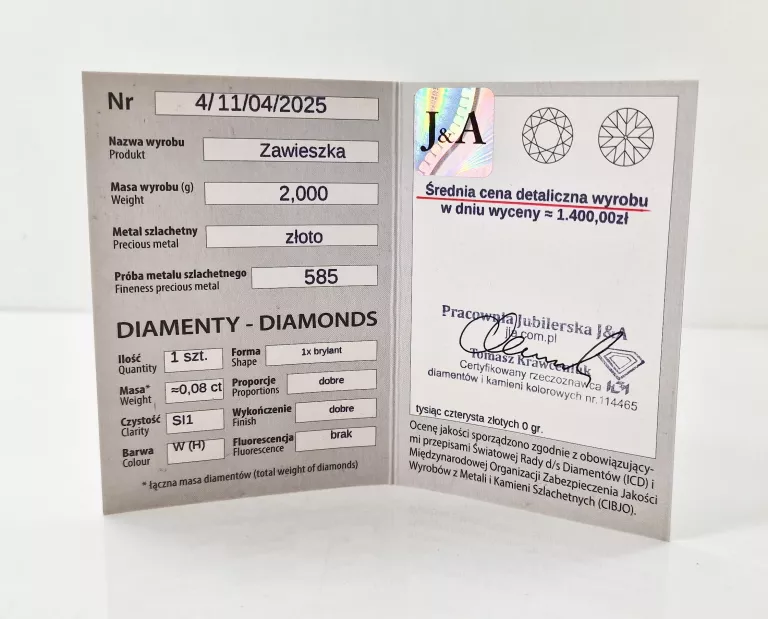 Nr 4/11/04/2025
Nazwa wyrobu
Produkt
Zawieszka
Masa wyrobu (g)
Weight
2,000
Metal szlachetny
Precious metal
złoto
Próba metalu szlachetnego
Fineness precious metal
585
DIAMENTY - DIAMONDS
Ilość
Quantity
1 szt.
Forma
Shape
1x brylant
Masa*
Weight
≈0,08 ct
Proporcje
Proportions
dobre
Czystość
Clarity
SI1
Wykończenie
Finish
dobre
Barwa
Colour
W (H)
Fluorescencja
Fluorescence
brak
* łączna masa diamentów (total weight of diamonds)
J&A
Średnia cena detaliczna wyrobu
w dniu wyceny ≈ 1.400,00zł
Pracownia Jubilerska J&A
jla.com.pl
Tomasz
Certyfikowany rzeczoznawca
diamentów i kamieni kolorowych nr.114465
tysiąc czterysta złotych 0 gr.
Ocenę jakości sporządzono zgodnie z obowiązujący-
mi przepisami Światowej Rady d/s Diamentów (ICD) i
Międzynarodowej Organizacji Zabezpieczenia Jakości
Wyrobów z Metali i Kamieni Szlachetnych (CIBJO).